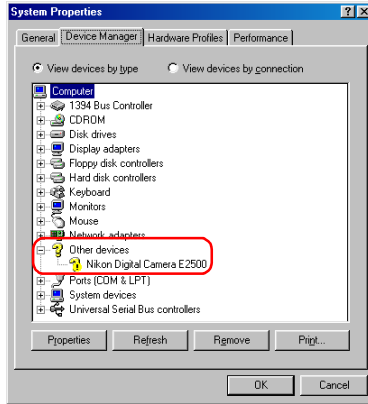 System Properties
General Device Manager Hardware Profiles Performance
View devices by type View devices by connection
Computer
1394 Bus Controller
CDROM
Disk drives
Display adapters
Floppy disk controllers
Hard disk controllers
Keyboard
Monitors
Mouse
Network adapters
Other devices
Nikon Digital Camera E2500
Ports (COM & LPT)
System devices
Universal Serial Bus controllers
Properties Refresh Remove Print...
OK Cancel